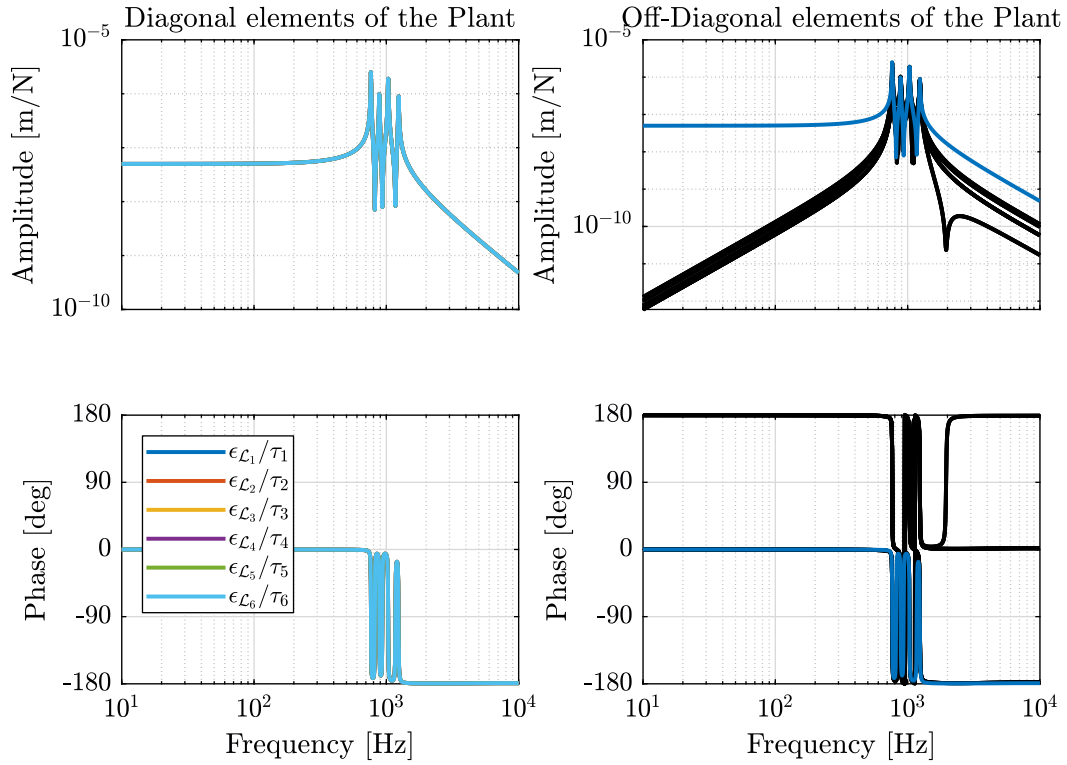 Diagonal elements of the Plant
Amplitude [m/N]
10^-5
10^-10
Off-Diagonal elements of the Plant
Amplitude [m/N]
10^-5
10^-10
Phase [deg]
180
90
0
-90
-180
ϵ_ℒ₁/τ₁
ϵ_ℒ₂/τ₂
ϵ_ℒ₃/τ₃
ϵ_ℒ₄/τ₄
ϵ_ℒ₅/τ₅
ϵ_ℒ₆/τ₆
10^1
10^2
10^3
10^4
Frequency [Hz]
Phase [deg]
180
90
0
-90
-180
10^1
10^2
10^3
10^4
Frequency [Hz]